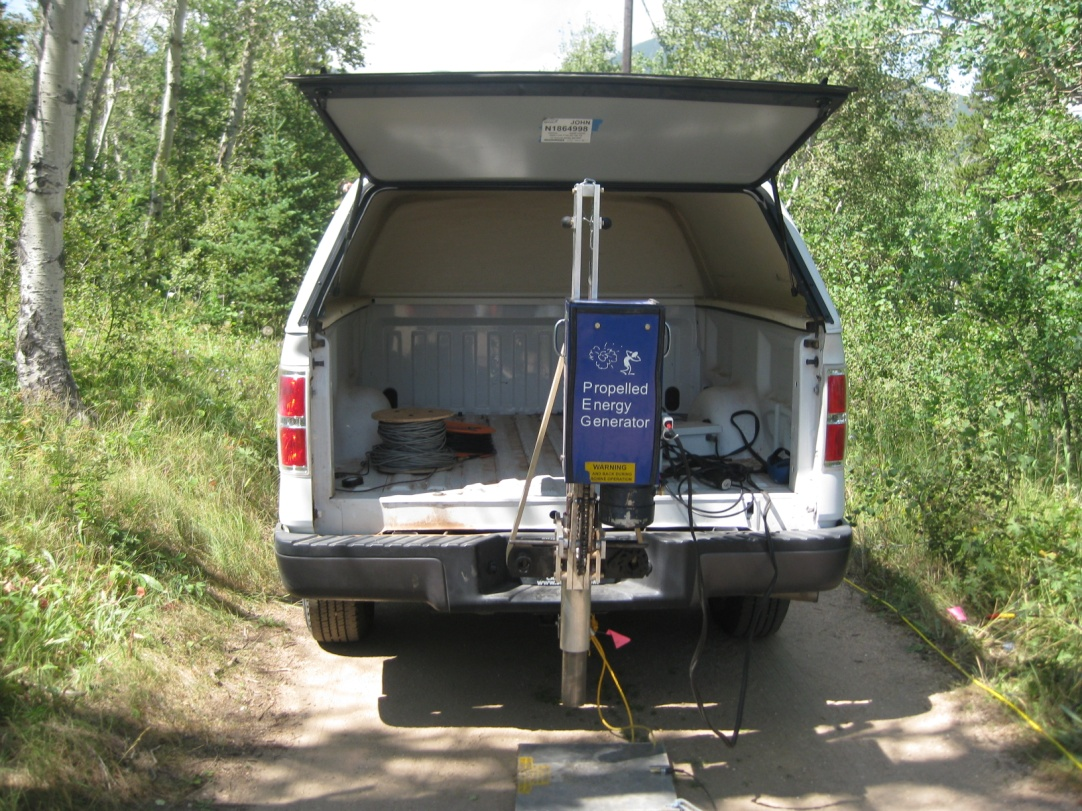 JOHN
N1864998
Propelled
Energy
Generator
WARNING